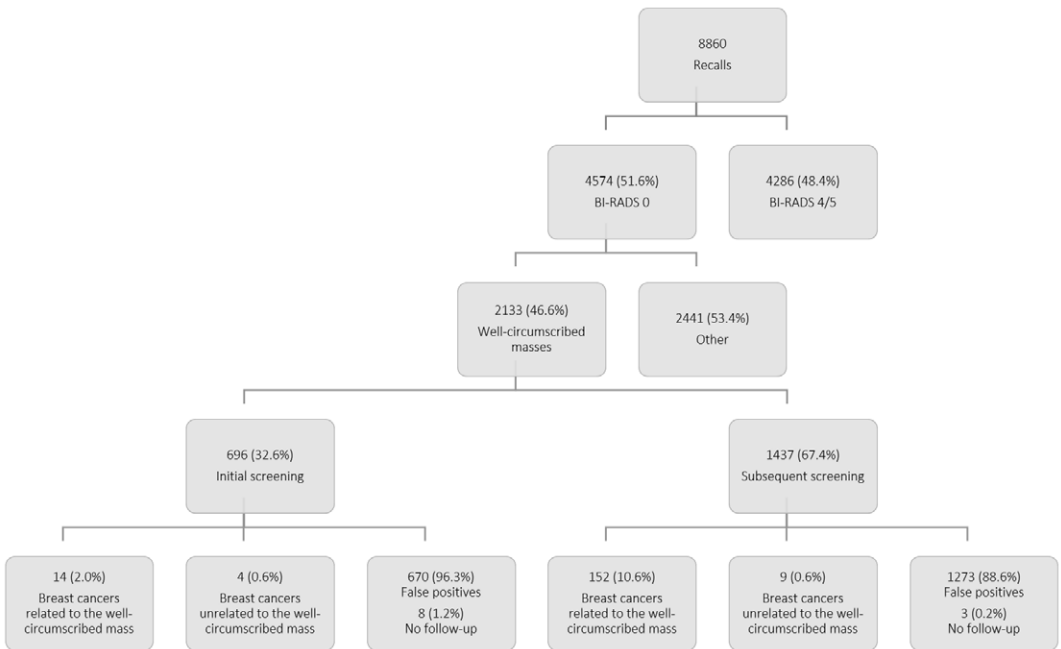 8860
Recalls
4574 (51.6%)
BI-RADS 0
4286 (48.4%)
BI-RADS 4/5
2133 (46.6%)
Well-circumscribed
masses
2441 (53.4%)
Other
696 (32.6%)
Initial screening
1437 (67.4%)
Subsequent screening
14 (2.0%)
Breast cancers
related to the well-
circumscribed mass
4 (0.6%)
Breast cancers
unrelated to the well-
circumscribed mass
670 (96.3%)
False positives
8 (1.2%)
No follow-up
152 (10.6%)
Breast cancers
related to the well-
circumscribed mass
9 (0.6%)
Breast cancers
unrelated to the well-
circumscribed mass
1273 (88.6%)
False positives
3 (0.2%)
No follow-up